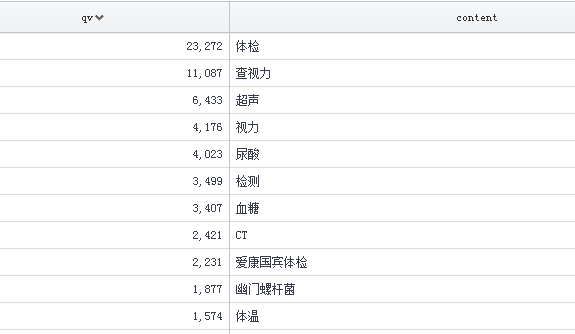 qv content
23,272 体检
11,087 查视力
6,433 超声
4,176 视力
4,023 尿酸
3,499 检测
3,407 血糖
2,421 CT
2,231 爱康国宾体检
1,877 幽门螺杆菌
1,574 体温